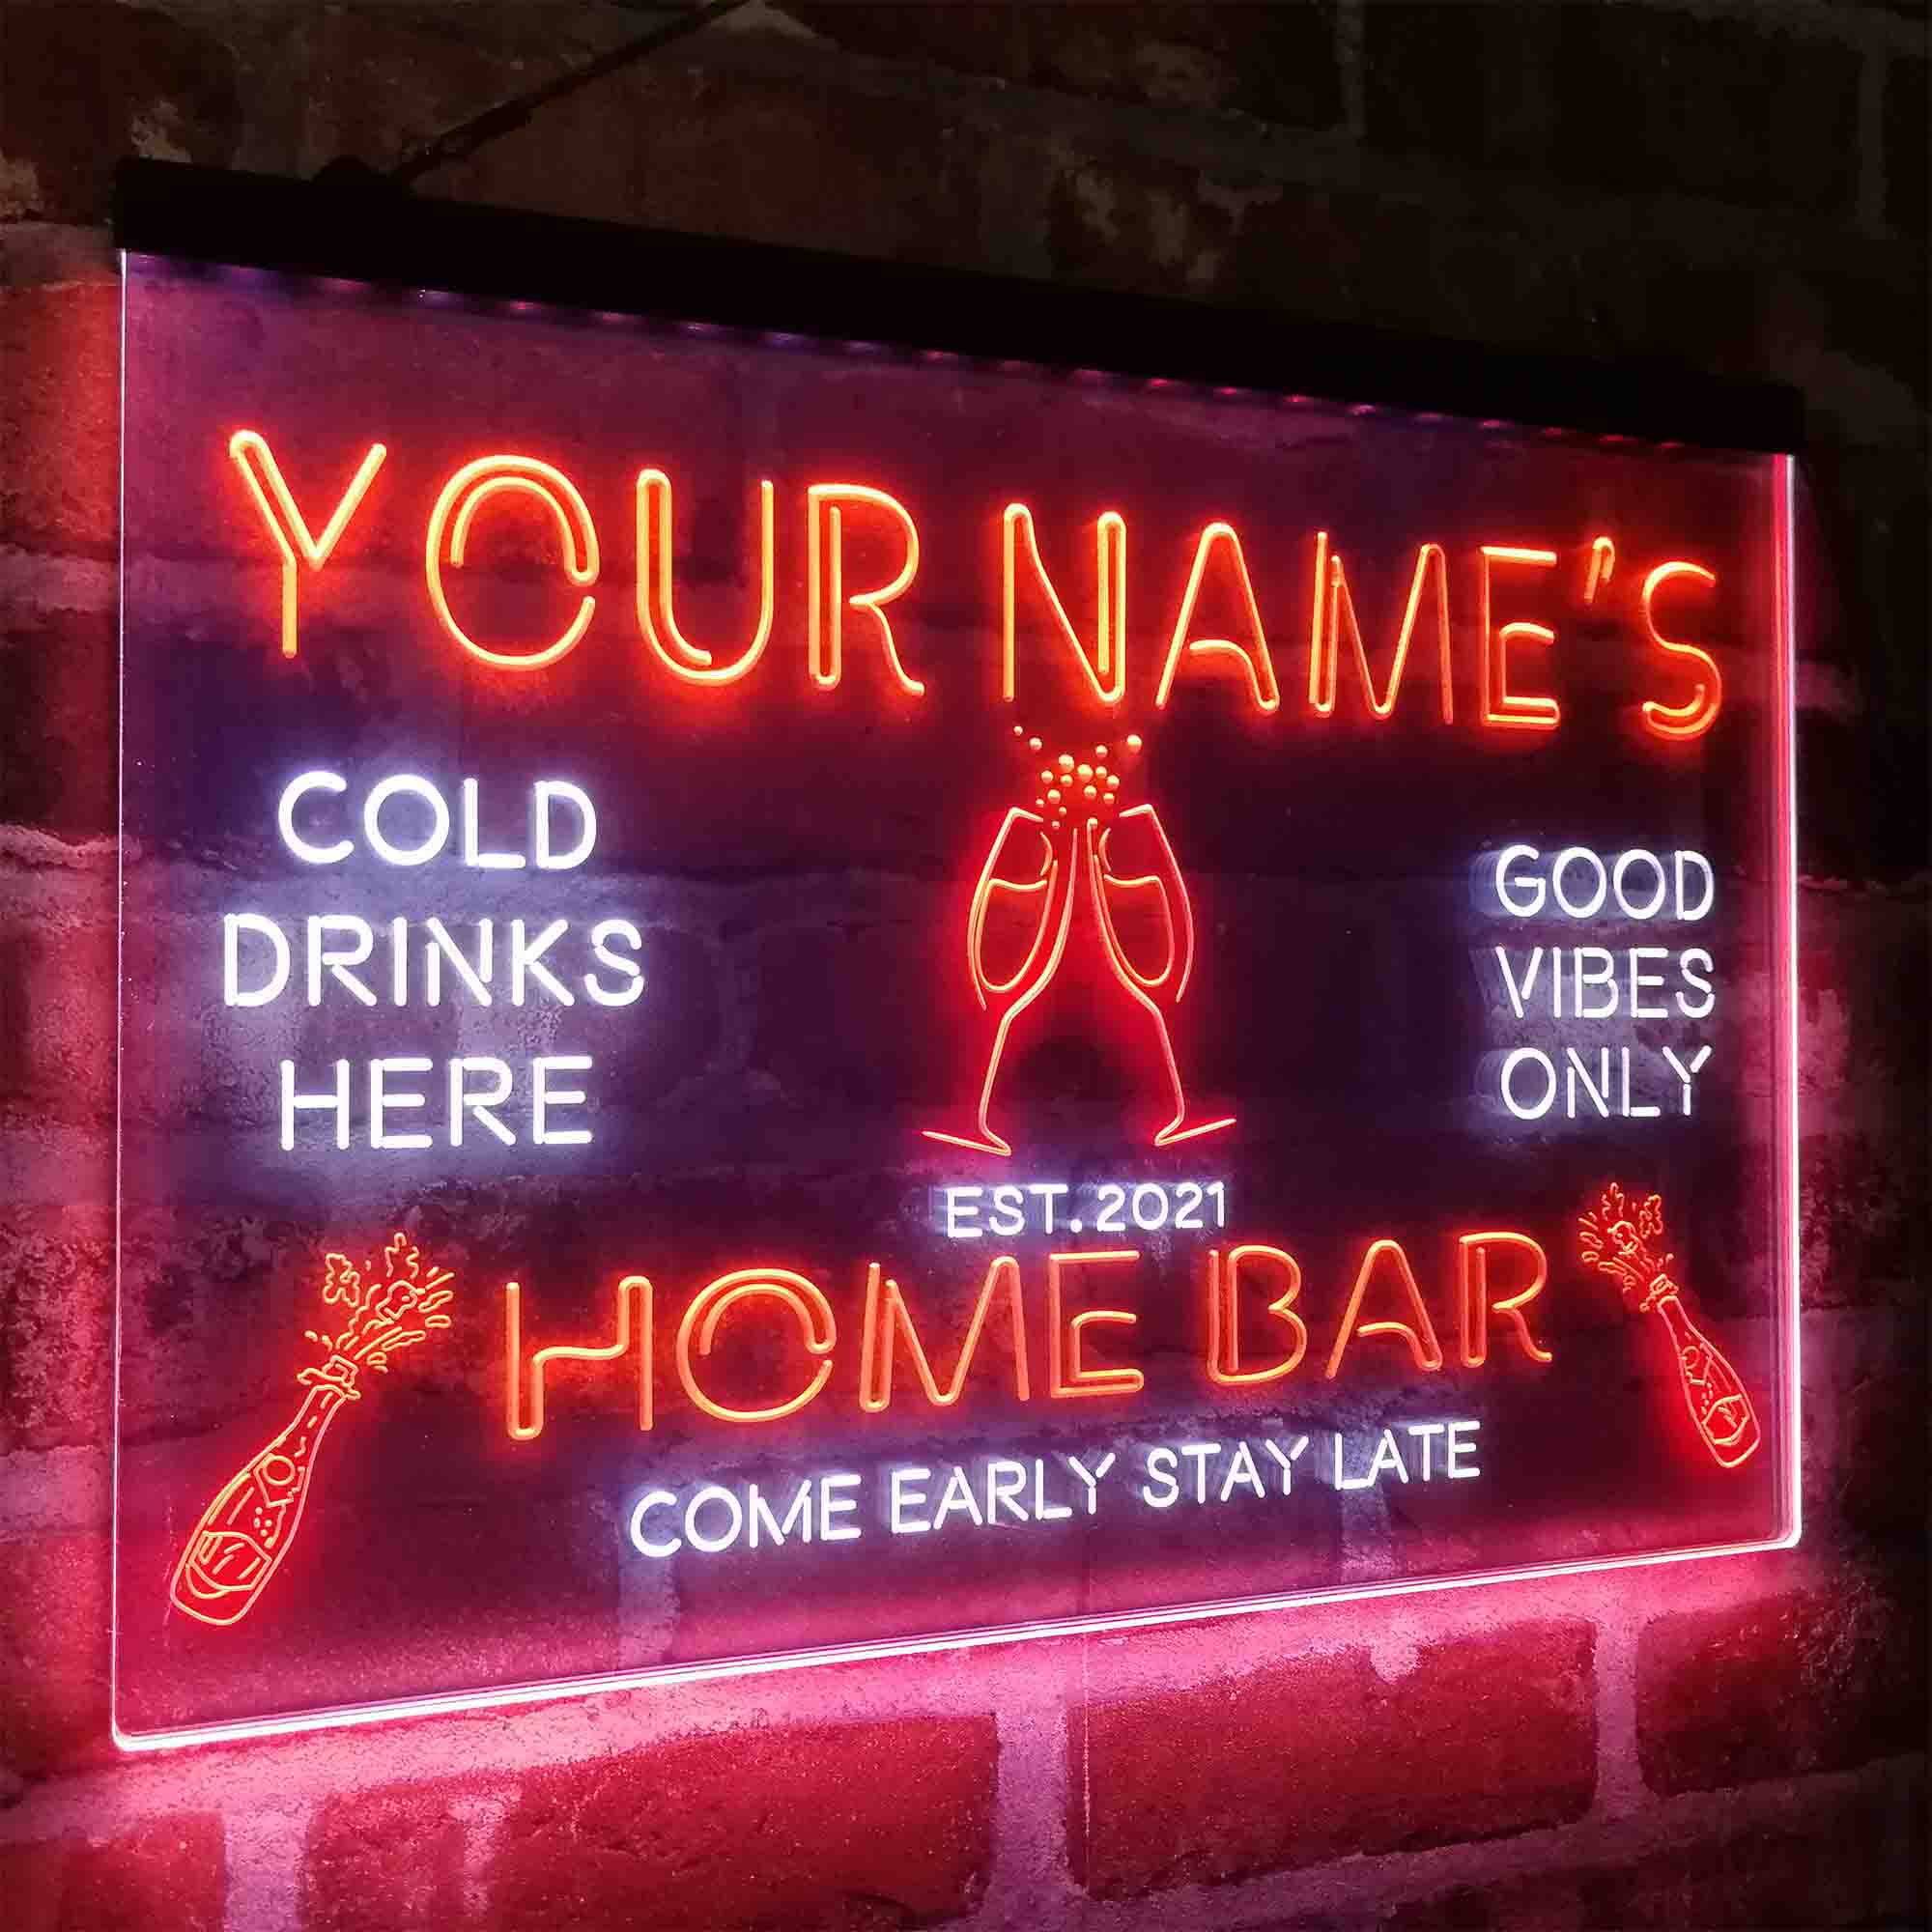 YOUR NAME'S
COLD
DRINKS
HERE
GOOD
VIBES
ONLY
EST.2021
HOME BAR
COME EARLY STAY LATE